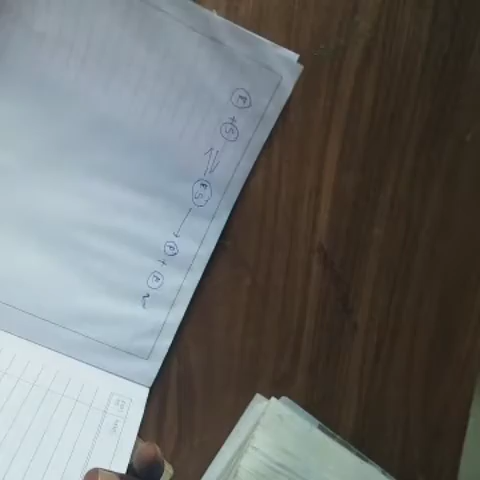 E + S ⇌ ES → P + E